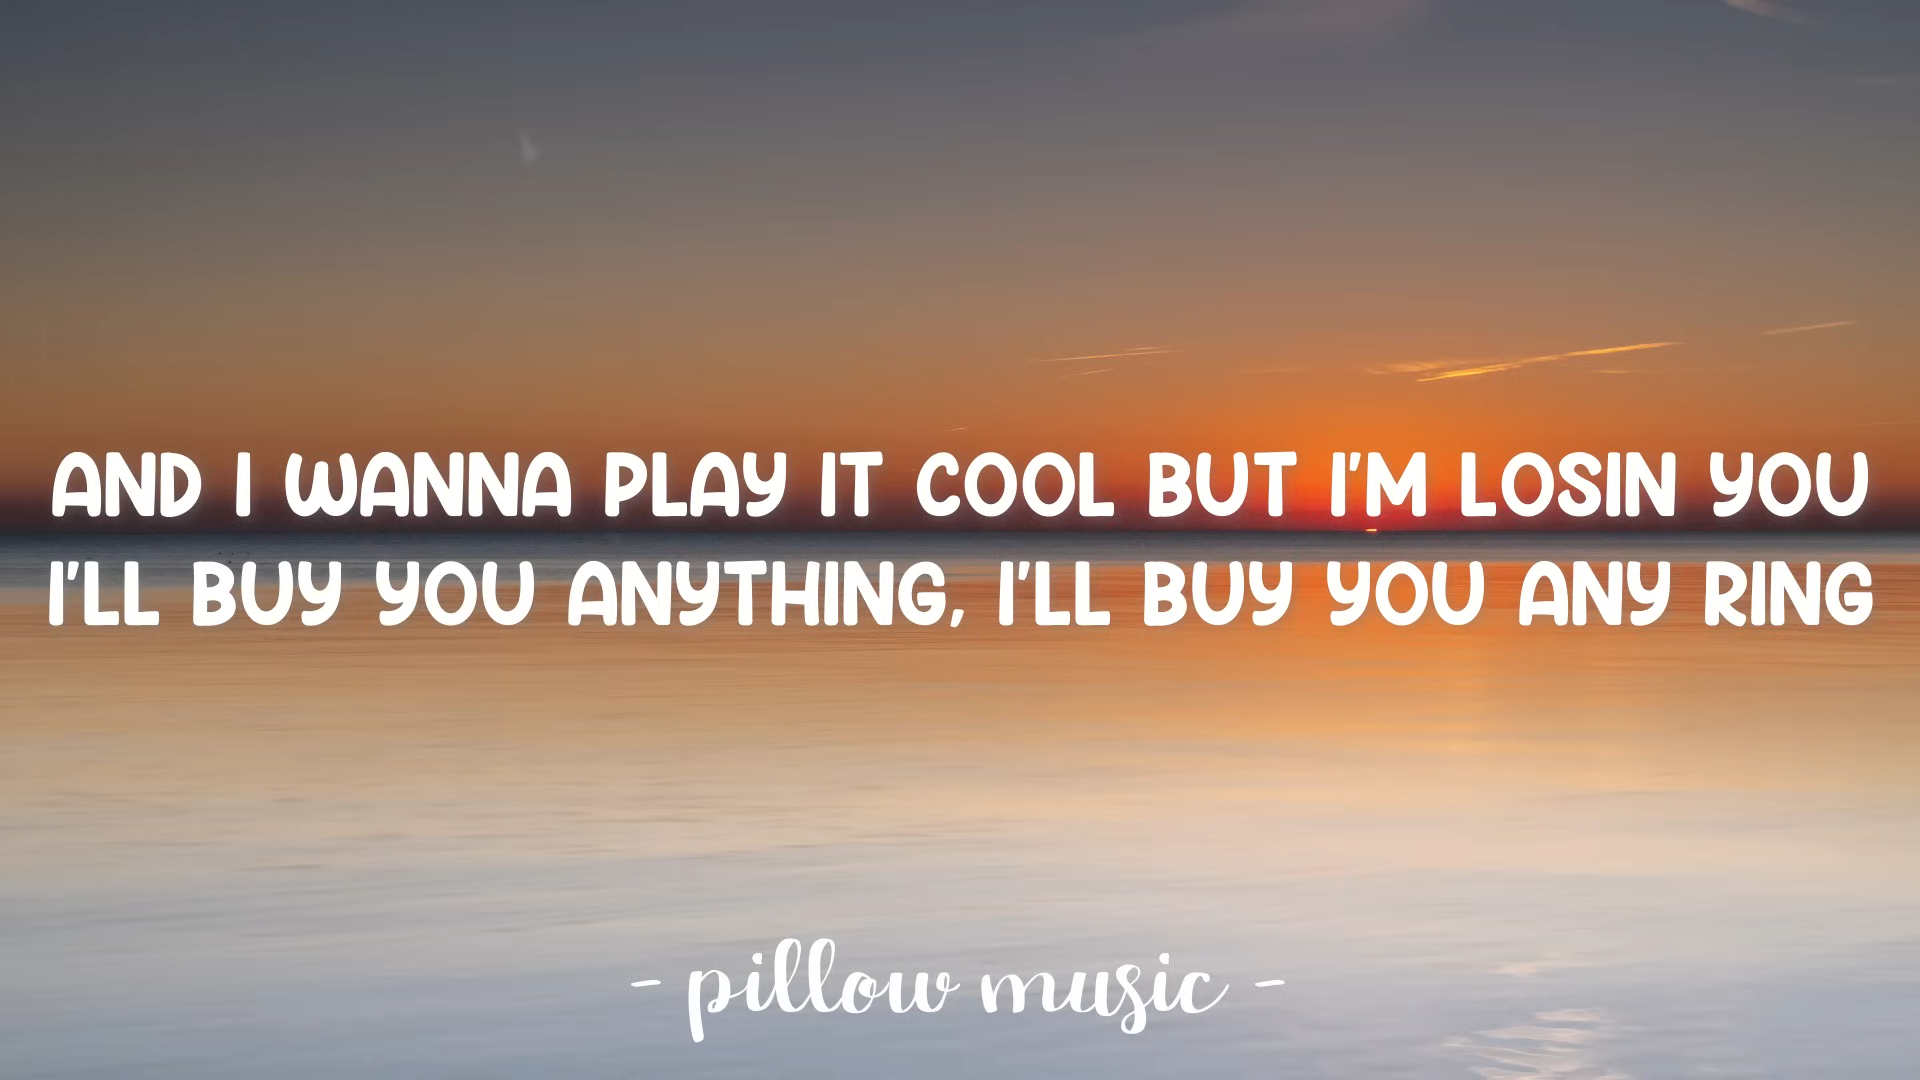 AND I WANNA PLAY IT COOL BUT I'M LOSIN YOU
I'LL BUY YOU ANYTHING, I'LL BUY YOU ANY RING
- pillow music -